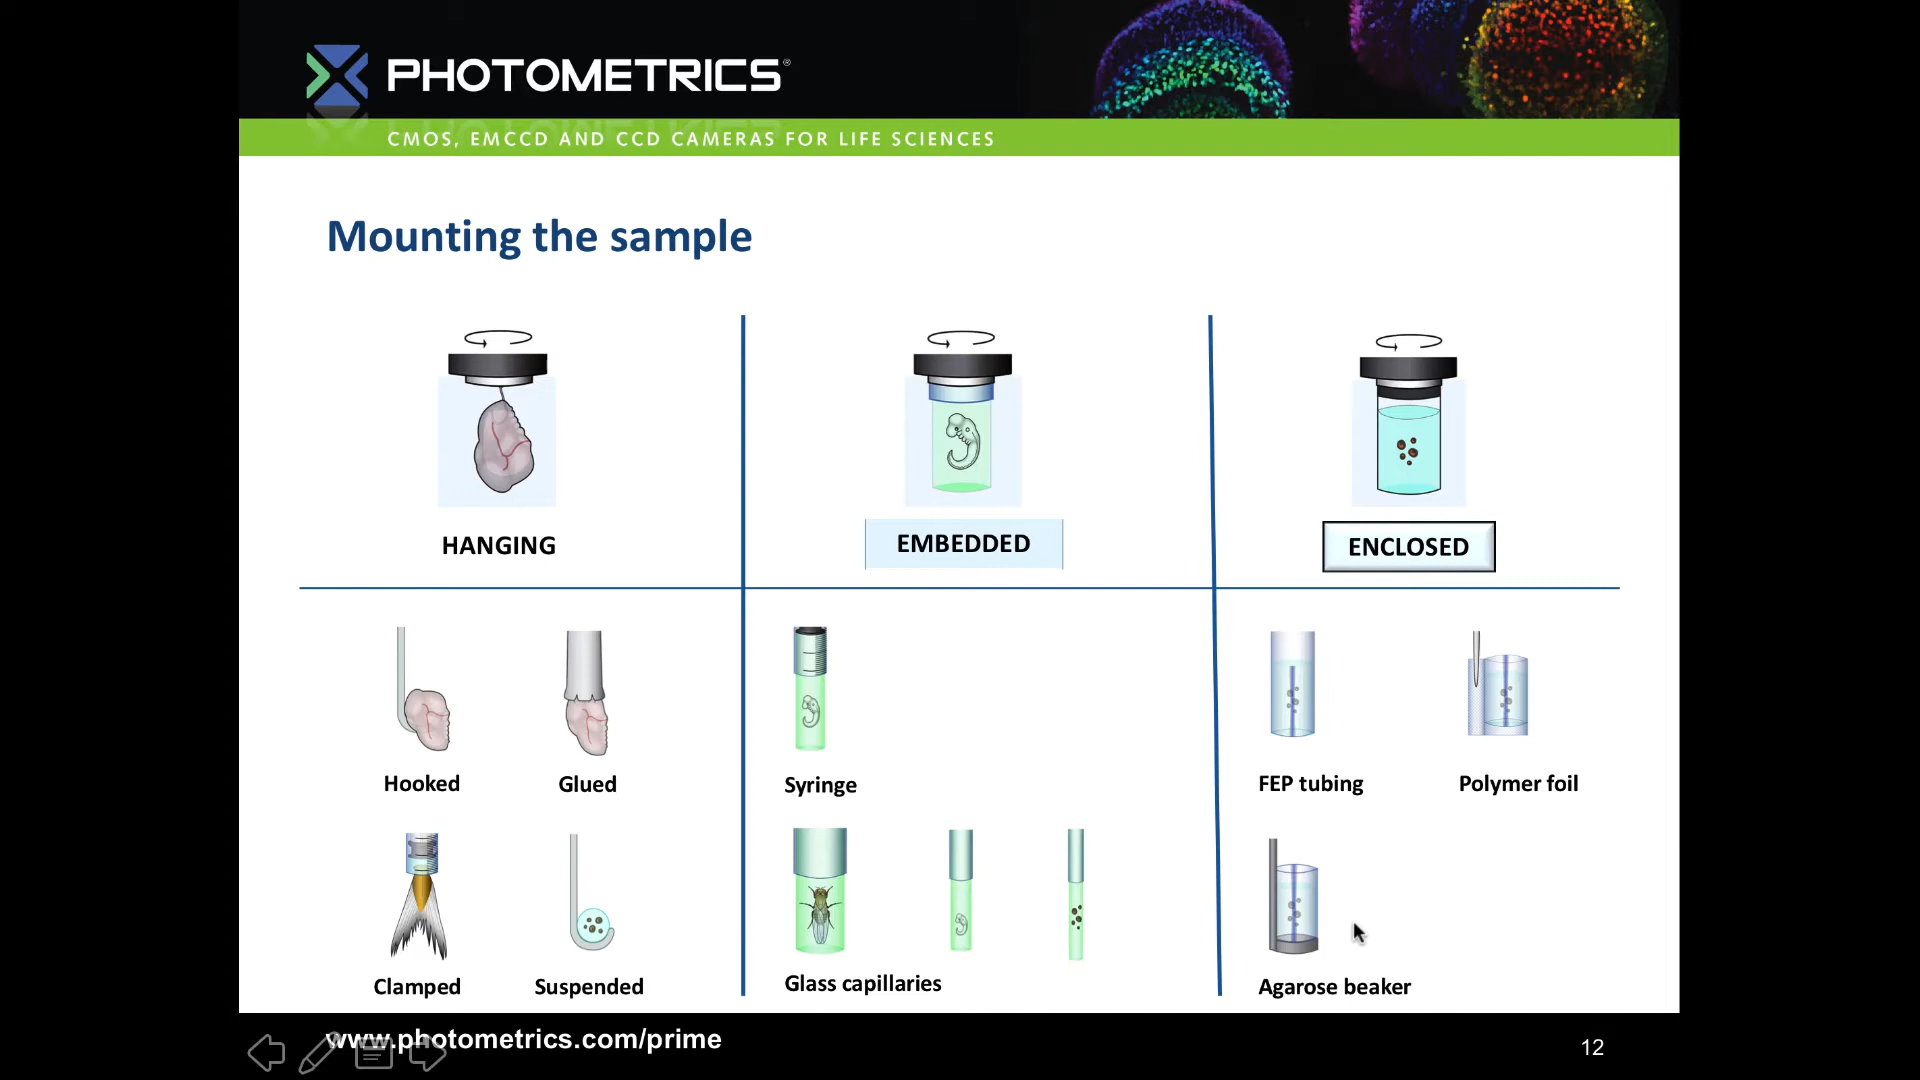 PHOTOMETRICS®
CMOS, EMCCD AND CCD CAMERAS FOR LIFE SCIENCES
Mounting the sample
HANGING
EMBEDDED
ENCLOSED
Hooked
Glued
Syringe
FEP tubing
Polymer foil
Clamped
Suspended
Glass capillaries
Agarose beaker
www.photometrics.com/prime
12